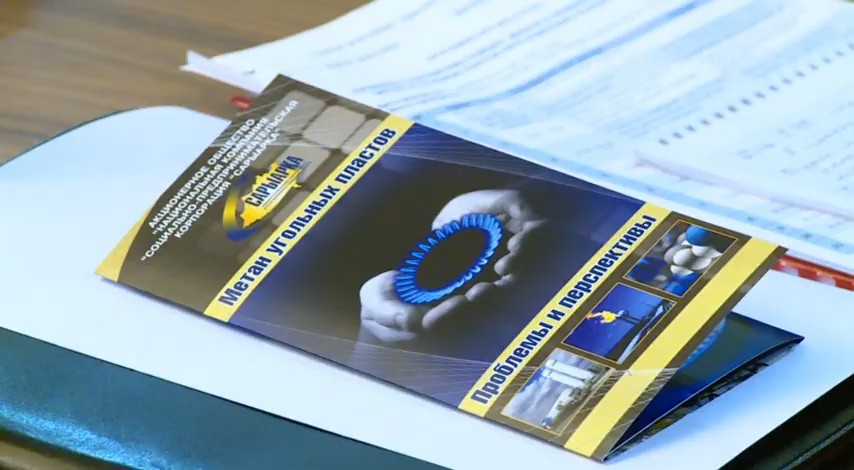 АКЦИОНЕРНОЕ ОБЩЕСТВО
"НАЦИОНАЛЬНАЯ КОМПАНИЯ
"СОЦИАЛЬНО-ПРЕДПРИНИМАТЕЛЬСКАЯ
КОРПОРАЦИЯ "САРЫАРКА"
САРЫАРКА
Метан угольных пластов
Проблемы и перспективы